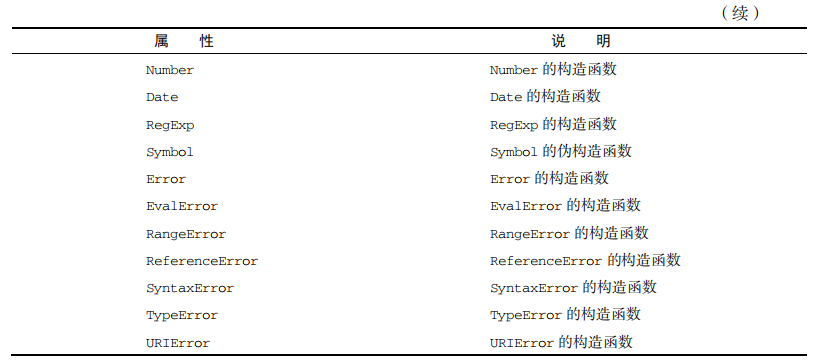 （续）
属 性 说 明
Number Number 的构造函数
Date Date 的构造函数
RegExp RegExp 的构造函数
Symbol Symbol 的伪构造函数
Error Error 的构造函数
EvalError EvalError 的构造函数
RangeError RangeError 的构造函数
ReferenceError ReferenceError 的构造函数
SyntaxError SyntaxError 的构造函数
TypeError TypeError 的构造函数
URIError URIError 的构造函数